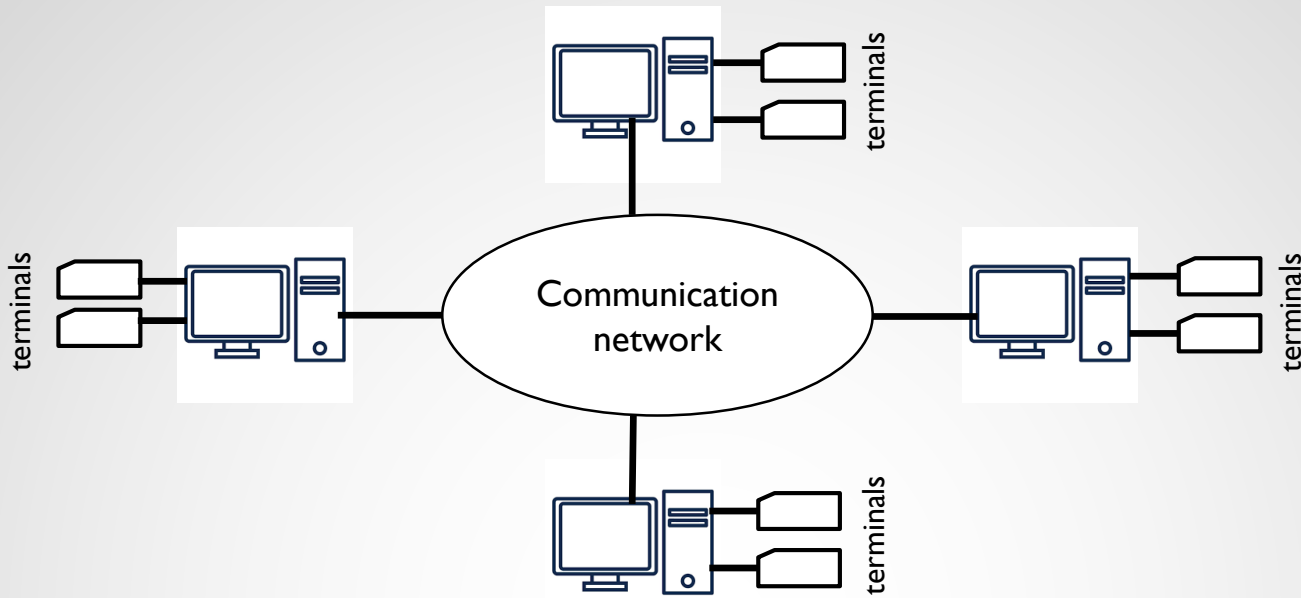 terminals
terminals
Communication
network
terminals
terminals